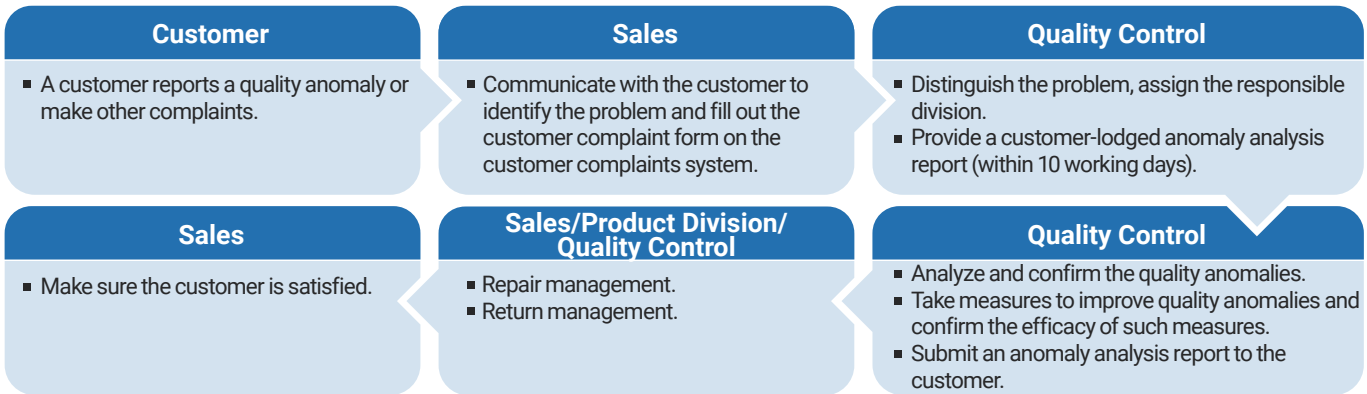 Customer
■ A customer reports a quality anomaly or
make other complaints.
Sales
■ Communicate with the customer to
identify the problem and fill out the
customer complaint form on the
customer complaints system.
Quality Control
■ Distinguish the problem, assign the responsible
division.
■ Provide a customer-lodged anomaly analysis
report (within 10 working days).
Quality Control
■ Analyze and confirm the quality anomalies.
■ Take measures to improve quality anomalies and
confirm the efficacy of such measures.
■ Submit an anomaly analysis report to the
customer.
Sales/Product Division/
Quality Control
■ Repair management.
■ Return management.
Sales
■ Make sure the customer is satisfied.